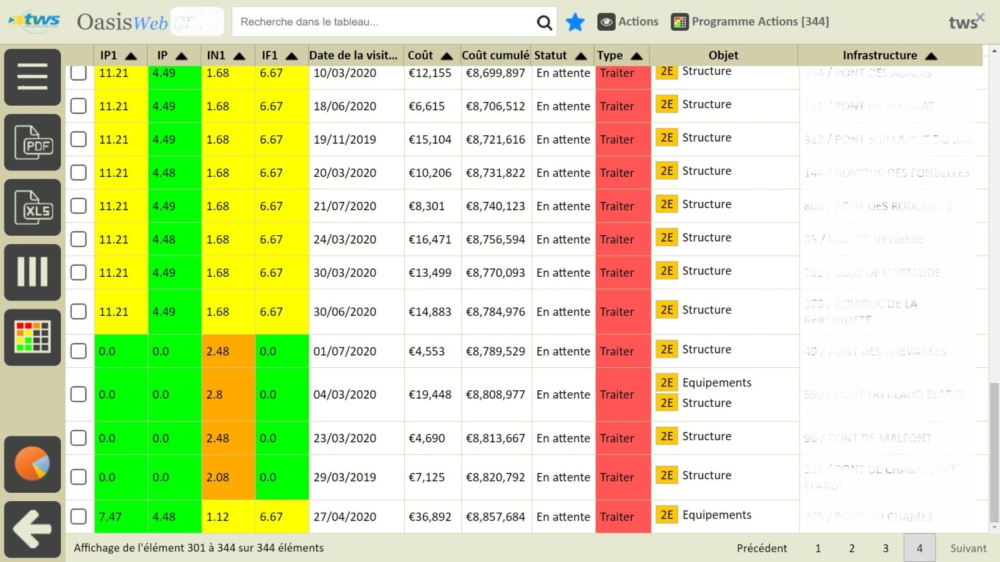 tws OasisWeb Recherche dans le tableau... Actions Programme Actions [344] tws
IP1 IP IN1 IF1 Date de la visit... Coût Coût cumulé Statut Type Objet Infrastructure
11.21 4.49 1.68 6.67 10/03/2020 €12,155 €8,699,897 En attente Traiter 2E Structure 844 / PONT DES AGADIS
11.21 4.49 1.68 6.67 18/06/2020 €6,615 €8,706,512 En attente Traiter 2E Structure 151 / PONT DE FEMBLAT
11.21 4.49 1.68 6.67 19/11/2019 €15,104 €8,721,616 En attente Traiter 2E Structure 312 / PONT SUR LA RUE DU BAC
PDF
11.21 4.48 1.68 6.67 20/03/2020 €10,206 €8,731,822 En attente Traiter 2E Structure 144 / BOVIDUC DES FONBELLES
11.21 4.49 1.68 6.67 21/07/2020 €8,301 €8,740,123 En attente Traiter 2E Structure 803 / PONT DES RODERIES 2
XLS
11.21 4.48 1.68 6.67 24/03/2020 €16,471 €8,756,594 En attente Traiter 2E Structure 85 / buse DE VEYRIERE
11.21 4.49 1.68 6.67 30/03/2020 €13,499 €8,770,093 En attente Traiter 2E Structure 991 / BUSE DE L'ARTAUDE
11.21 4.49 1.68 6.67 30/06/2020 €14,883 €8,784,976 En attente Traiter 2E Structure 873 / BOVIDUC DE LA
REBEYROTTE
0.0 0.0 2.48 0.0 01/07/2020 €4,553 €8,789,529 En attente Traiter 2E Structure 49 / PONT DES CHEVAILLES
0.0 0.0 2.8 0.0 04/03/2020 €19,448 €8,808,977 En attente Traiter 2E Equipements 590 / PONT DU CLAUD ÉLARGI
2E Structure
0.0 0.0 2.48 0.0 23/03/2020 €4,690 €8,813,667 En attente Traiter 2E Structure 96 / PONT DE MALFONT
0.0 0.0 2.08 0.0 29/03/2019 €7,125 €8,820,792 En attente Traiter 2E Structure 511 / PONT DE CHABRECHAT
ELARGI
7.47 4.48 1.12 6.67 27/04/2020 €36,892 €8,857,684 En attente Traiter 2E Equipements 765 / PONT DU CHAMET
Affichage de l'élément 301 à 344 sur 344 éléments Précédent 1 2 3 4 Suivant